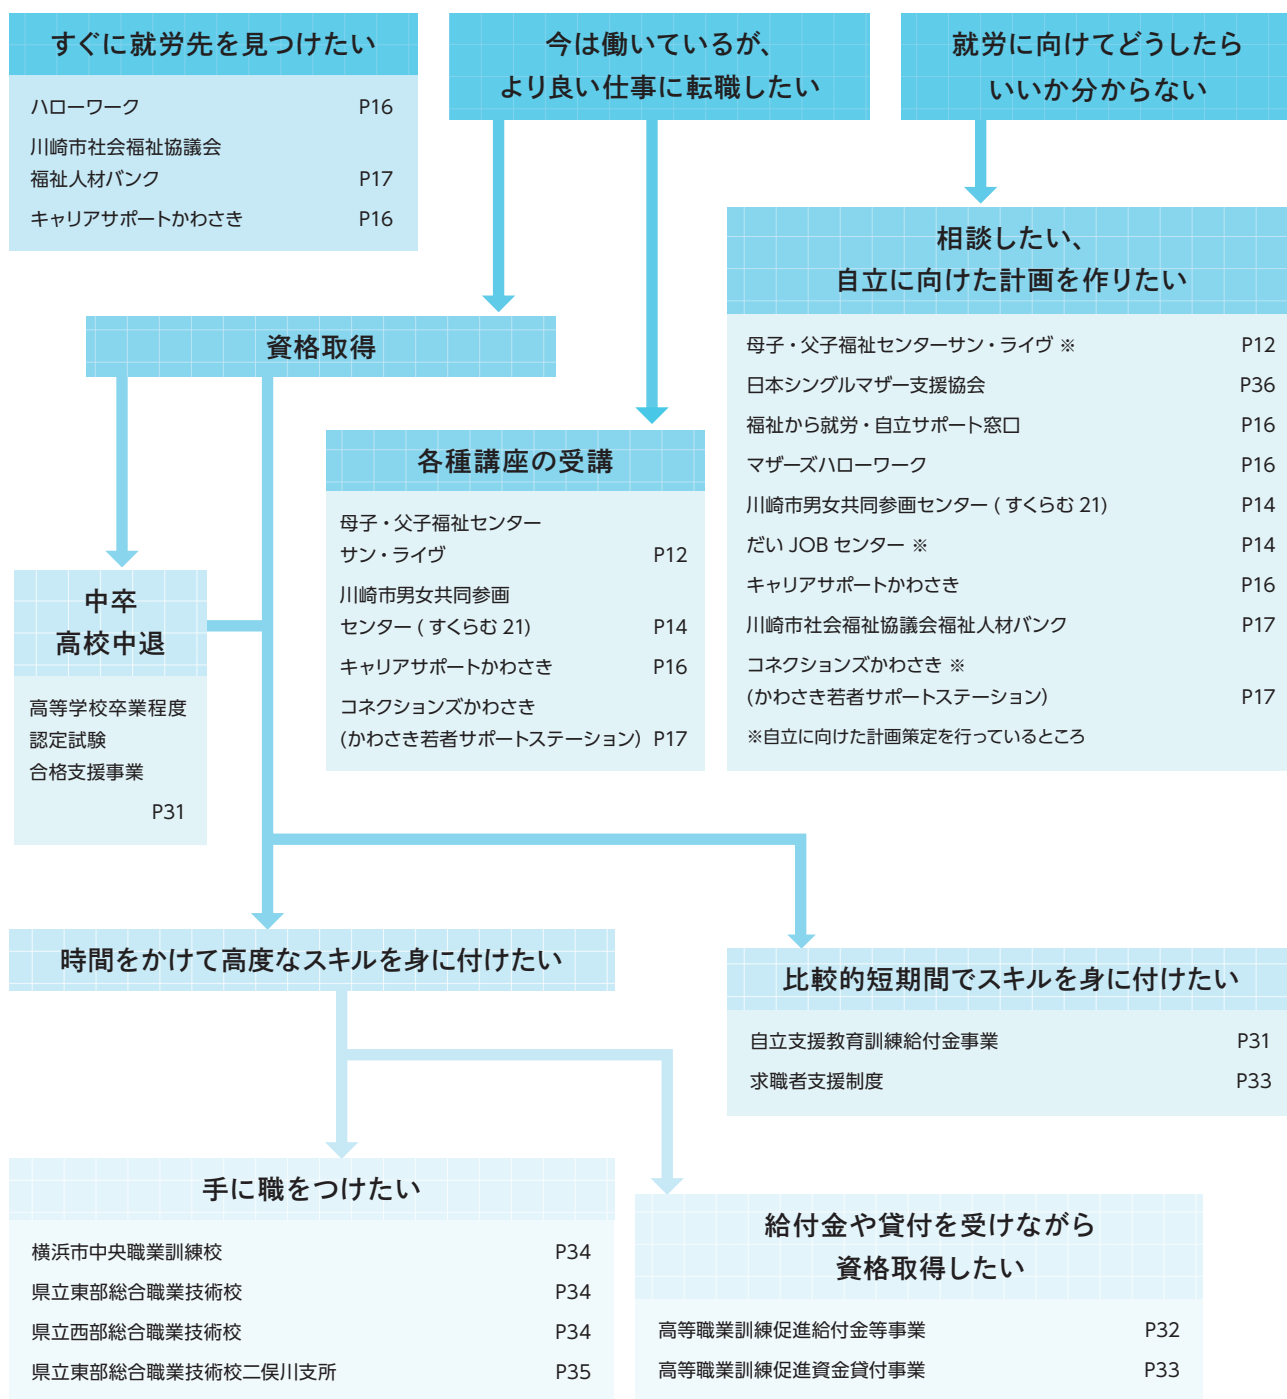 すぐに就労先を見つけたい
ハローワーク P16
川崎市社会福祉協議会
福祉人材バンク P17
キャリアサポートかわさき P16
今は働いているが、
より良い仕事に転職したい
就労に向けてどうしたら
いいか分からない
相談したい、
自立に向けた計画を作りたい
母子・父子福祉センターサン・ライヴ ※ P12
日本シングルマザー支援協会 P36
福祉から就労・自立サポート窓口 P16
マザーズハローワーク P16
川崎市男女共同参画センター ( すくらむ 21) P14
だい JOB センター ※ P14
キャリアサポートかわさき P16
川崎市社会福祉協議会福祉人材バンク P17
コネクションズかわさき ※
(かわさき若者サポートステーション) P17
※自立に向けた計画策定を行っているところ
資格取得
各種講座の受講
母子・父子福祉センター
サン・ライヴ P12
川崎市男女共同参画
センター ( すくらむ 21) P14
キャリアサポートかわさき P16
コネクションズかわさき
(かわさき若者サポートステーション) P17
中卒
高校中退
高等学校卒業程度
認定試験
合格支援事業
P31
時間をかけて高度なスキルを身に付けたい
比較的短期間でスキルを身に付けたい
自立支援教育訓練給付金事業 P31
求職者支援制度 P33
手に職をつけたい
横浜市中央職業訓練校 P34
県立東部総合職業技術校 P34
県立西部総合職業技術校 P34
県立東部総合職業技術校二俣川支所 P35
給付金や貸付を受けながら
資格取得したい
高等職業訓練促進給付金等事業 P32
高等職業訓練促進資金貸付事業 P33